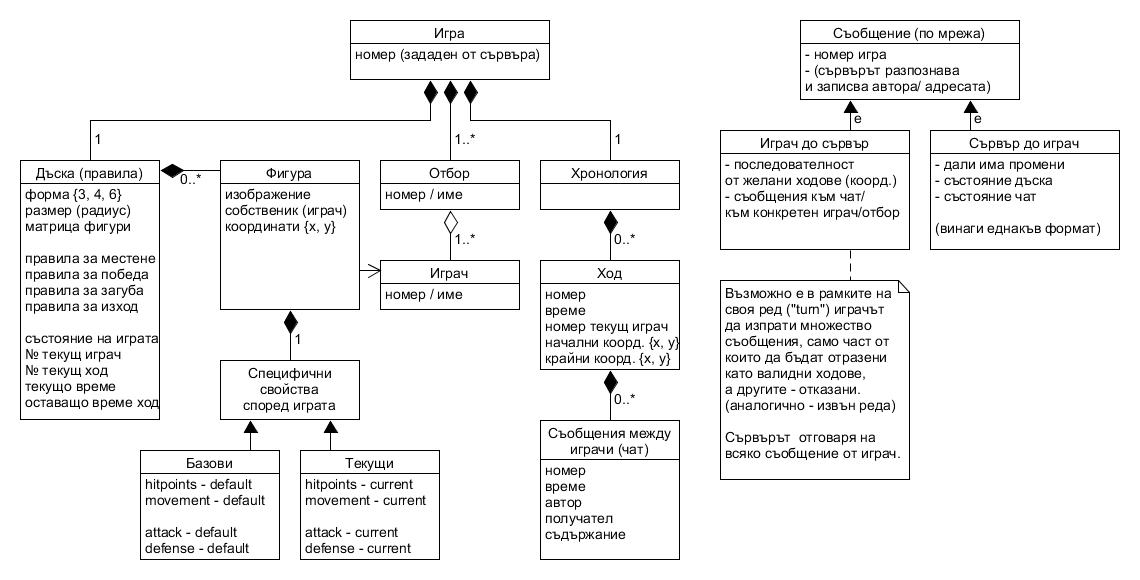 Игра
номер (зададен от сървъра)
1
1..*
1
Дъска (правила)
форма {3, 4, 6}
размер (радиус)
матрица фигури
правила за местене
правила за победа
правила за загуба
правила за изход
състояние на играта
№ текущ играч
№ текущ ход
текущо време
оставащо време ход
0..*
Фигура
изображение
собственик (играч)
координати {x, y}
1
Специфични
свойства
според играта
Базови
hitpoints - default
movement - default
attack - default
defense - default
Текущи
hitpoints - current
movement - current
attack - current
defense - current
Отбор
номер / име
1..*
Играч
номер / име
Хронология
0..*
Ход
номер
време
номер текущ играч
начални коорд. {x, y}
крайни коорд. {x, y}
0..*
Съобщения между
играчи (чат)
номер
време
автор
получател
съдържание
Съобщение (по мрежа)
- номер игра
- (сървърът разпознава
и записва автора/ адресата)
е
е
Играч до сървър
- последователност
от желани ходове (коорд.)
- съобщения към чат/
към конкретен играч/отбор
Сървър до играч
- дали има промени
- състояние дъска
- състояние чат
(винаги еднакъв формат)
Възможно е в рамките на
своя ред ("turn") играчът
да изпрати множество
съобщения, само част от
които да бъдат отразени
като валидни ходове,
а другите - отказани.
(аналогично - извън реда)
Сървърът  отговаря на
всяко съобщение от играч.